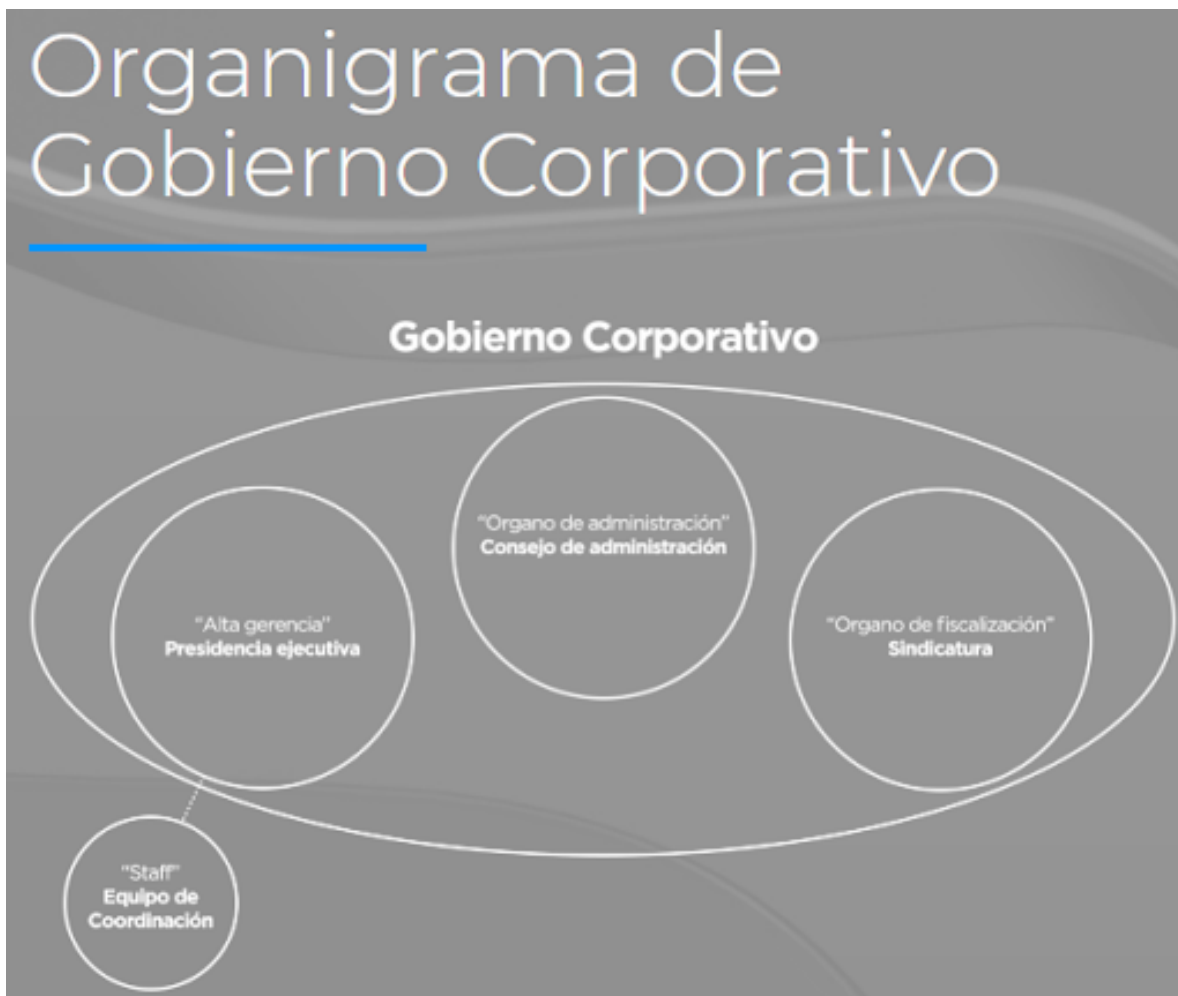 Organigrama de
Gobierno Corporativo
Gobierno Corporativo
"Organo de administración"
Consejo de administración
"Alta gerencia"
Presidencia ejecutiva
"Organo de fiscalización"
Sindicatura
"Staff"
Equipo de
Coordinación